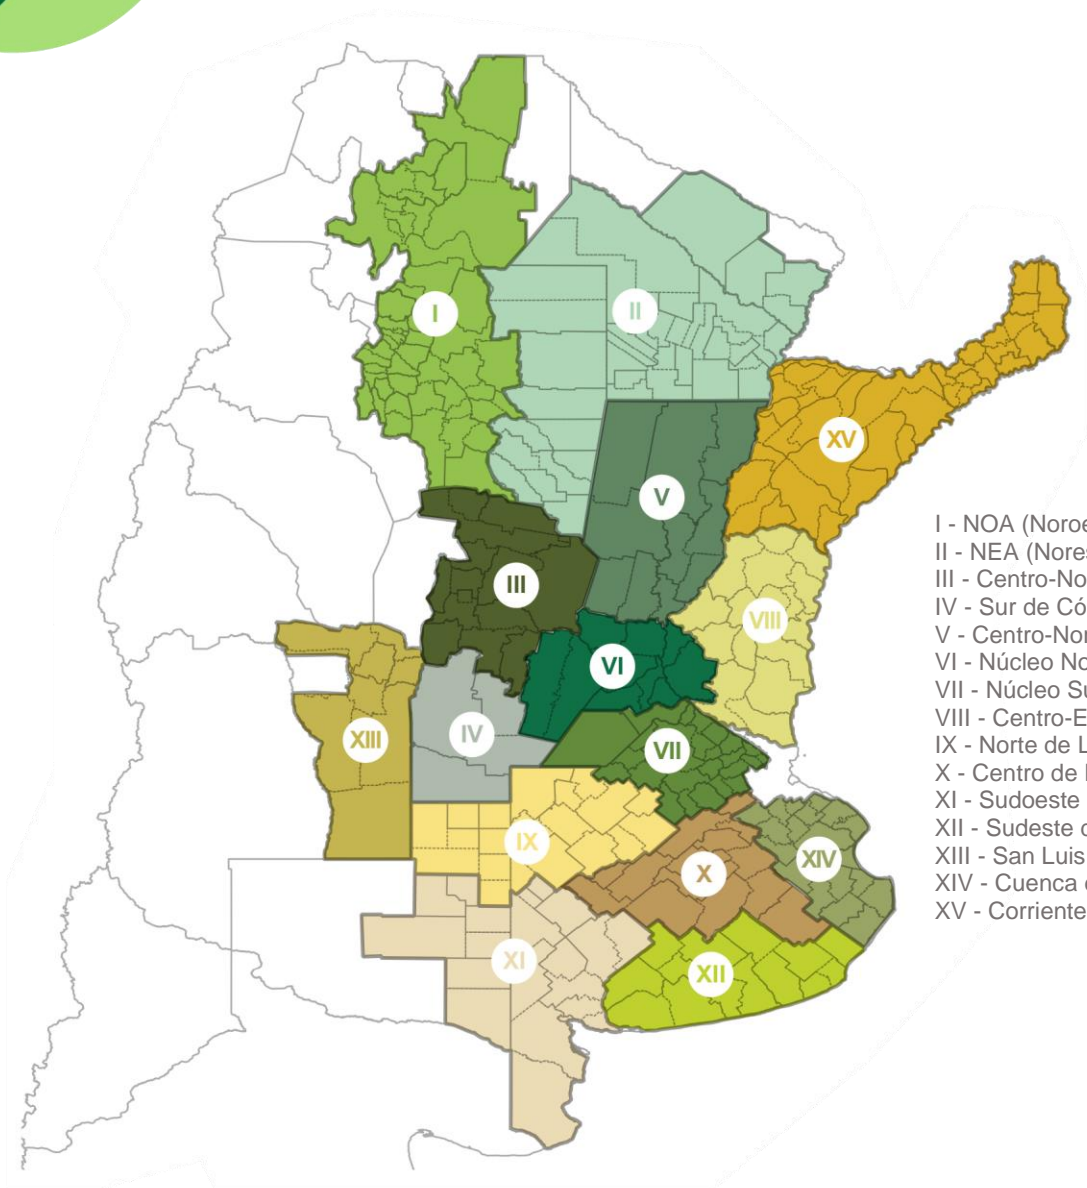 I
II
XV
V
III
VIII
VI
IV
XIII
VII
IX
XIV
X
XI
XII
I - NOA (Noroe
II - NEA (Nores
III - Centro-No
IV - Sur de Có
V - Centro-Nor
VI - Núcleo No
VII - Núcleo Su
VIII - Centro-E
IX - Norte de L
X - Centro de
XI - Sudoeste
XII - Sudeste d
XIII - San Luis
XIV - Cuenca
XV - Corriente